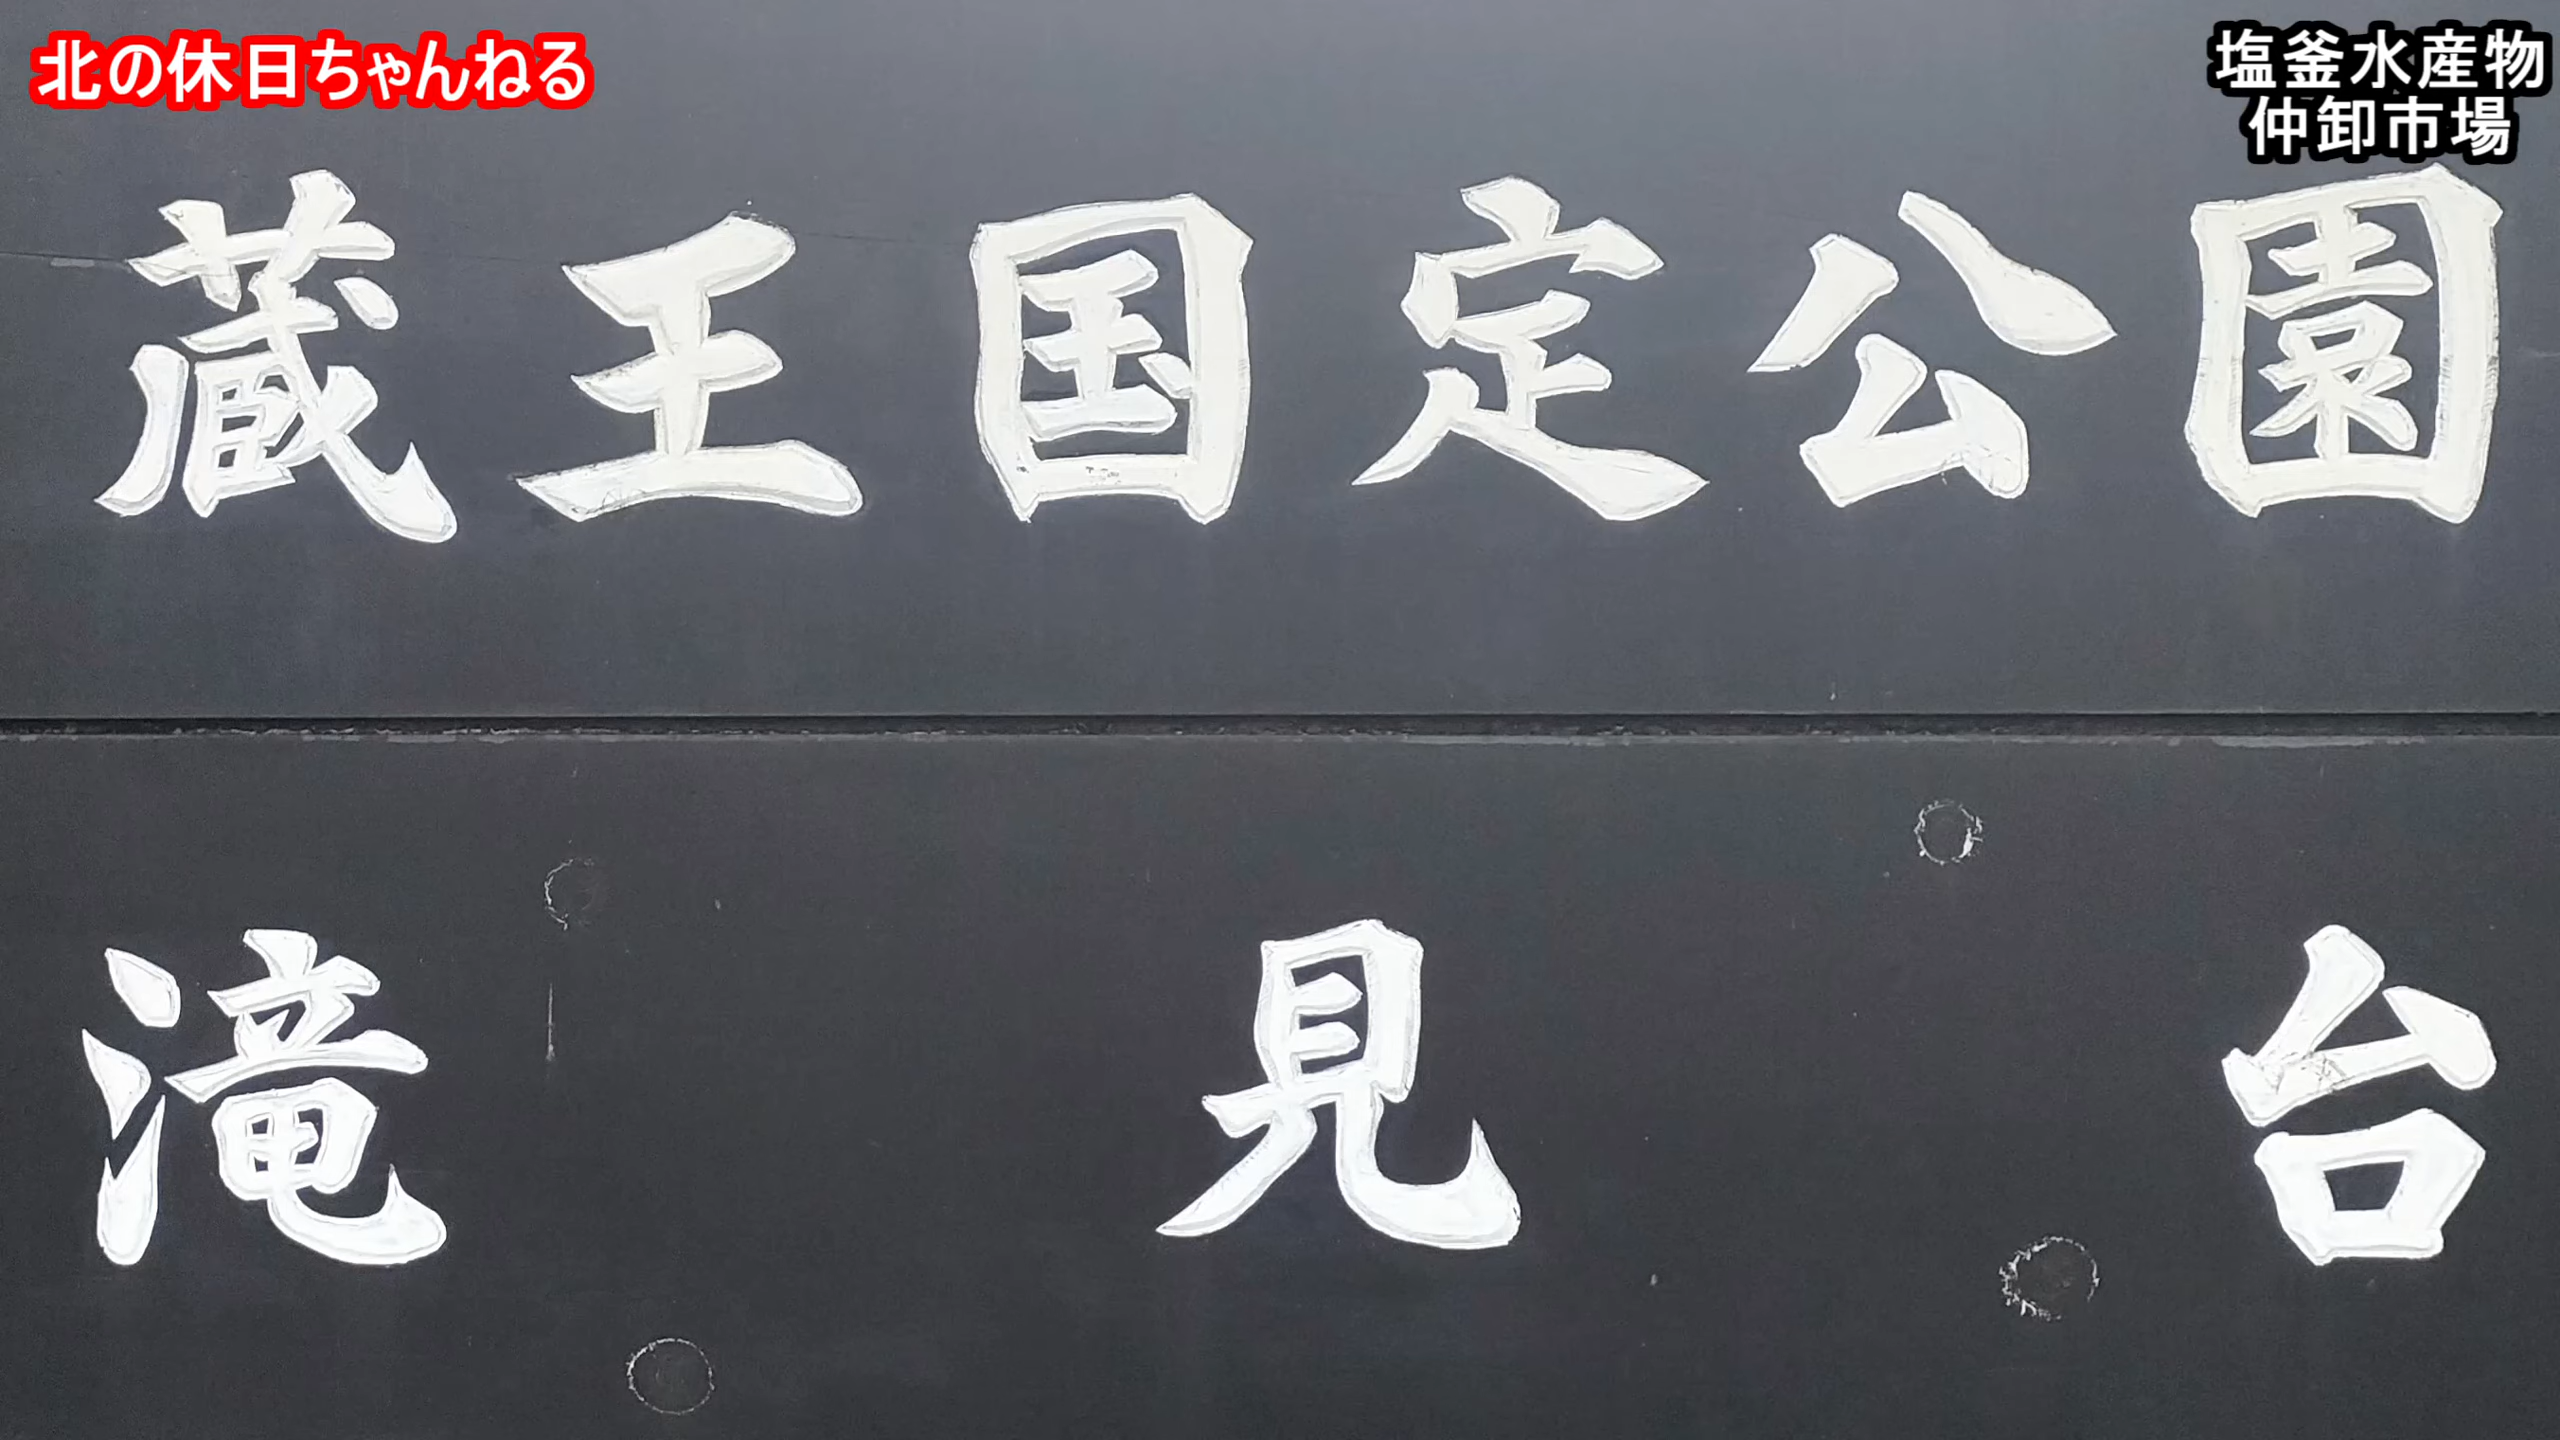 北の休日ちゃんねる
塩釜水産物
仲卸市場
蔵王国定公園
滝見台